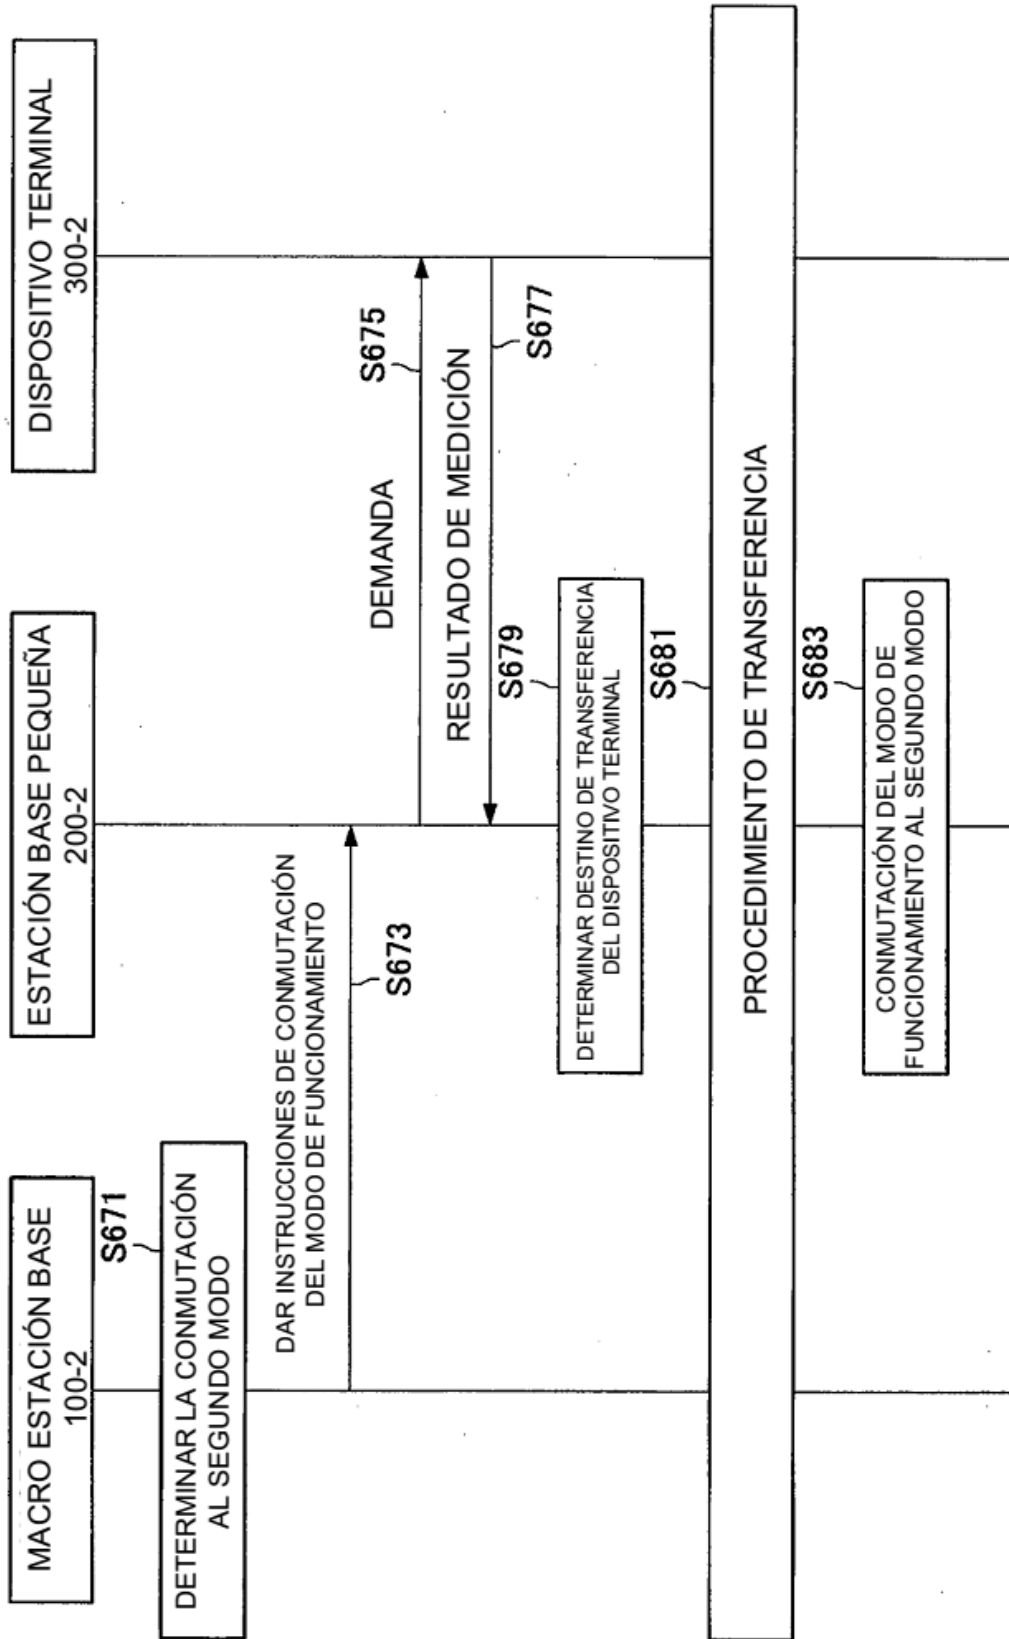 MACRO ESTACIÓN BASE
100-2
ESTACIÓN BASE PEQUEÑA
200-2
DISPOSITIVO TERMINAL
300-2
S671
DETERMINAR LA CONMUTACIÓN
AL SEGUNDO MODO
DAR INSTRUCCIONES DE CONMUTACIÓN
DEL MODO DE FUNCIONAMIENTO
S673
DEMANDA
S675
RESULTADO DE MEDICIÓN
S677
S679
DETERMINAR DESTINO DE TRANSFERENCIA
DEL DISPOSITIVO TERMINAL
S681
PROCEDIMIENTO DE TRANSFERENCIA
S683
CONMUTACIÓN DEL MODO DE
FUNCIONAMIENTO AL SEGUNDO MODO